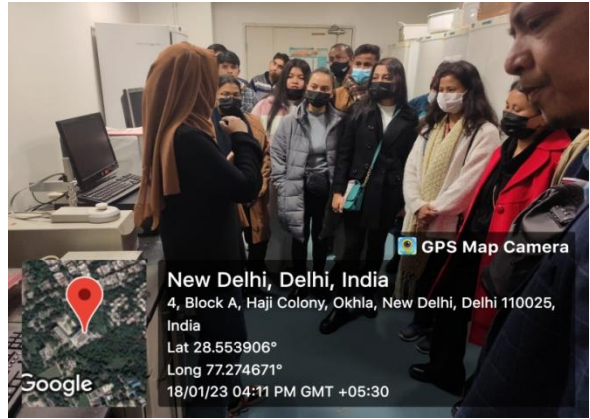 GPS Map Camera
New Delhi, Delhi, India
4, Block A, Haji Colony, Okhla, New Delhi, Delhi 110025,
India
Lat 28.553906°
Long 77.274671°
18/01/23 04:11 PM GMT +05:30
Google